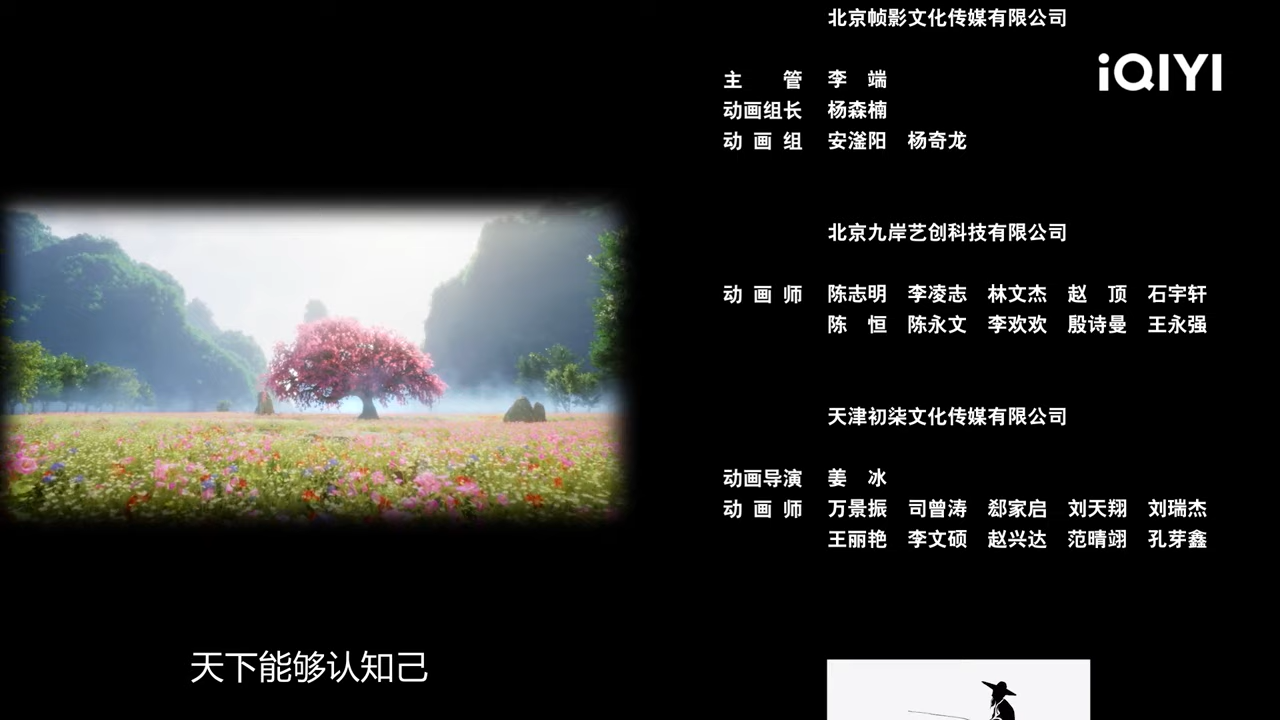 北京帧影文化传媒有限公司
iQIYI
主 管 李 端
动画组长 杨森楠
动 画 组 安滏阳 杨奇龙
北京九岸艺创科技有限公司
动 画 师 陈志明 李凌志 林文杰 赵 顶 石宇轩
陈 恒 陈永文 李欢欢 殷诗曼 王永强
天津初柒文化传媒有限公司
动画导演 姜 冰
动 画 师 万景振 司曾涛 郄家启 刘天翔 刘瑞杰
王丽艳 李文硕 赵兴达 范晴翊 孔芽鑫
天下能够认知己